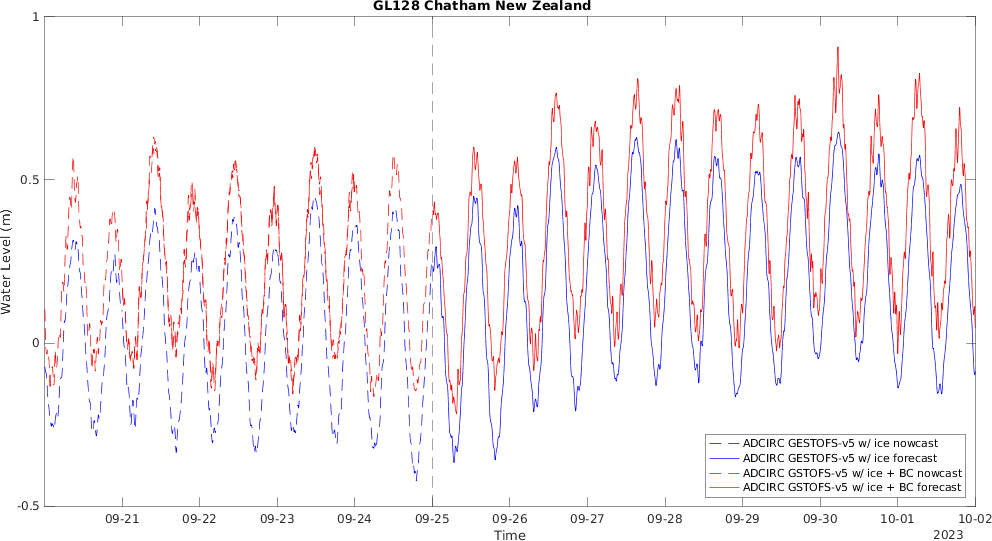 GL128 Chatham New Zealand
1
0.5
0
-0.5
Water Level (m)
09-21 09-22 09-23 09-24 09-25 09-26 09-27 09-28 09-29 09-30 10-01 10-02
Time
2023
ADCIRC GESTOFS-v5 w/ ice nowcast
ADCIRC GESTOFS-v5 w/ ice forecast
ADCIRC GSTOFS-v5 w/ ice + BC nowcast
ADCIRC GSTOFS-v5 w/ ice + BC forecast